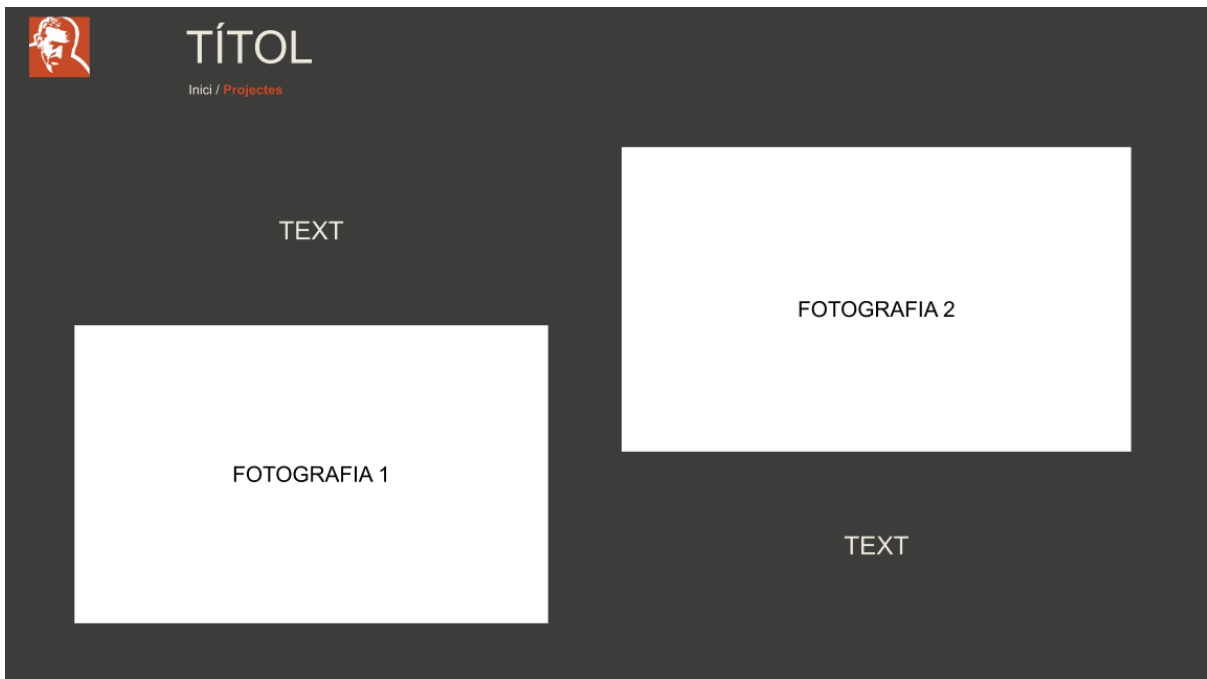 TÍTOL
Inici / Projectes
TEXT
FOTOGRAFIA 1
FOTOGRAFIA 2
TEXT